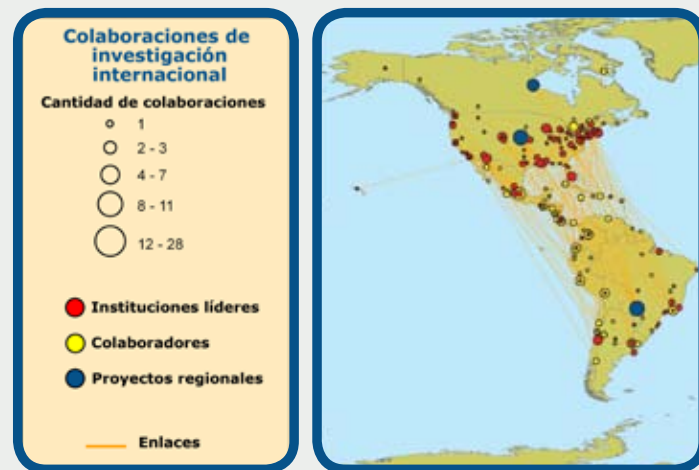 Colaboraciones de
investigación
internacional
Cantidad de colaboraciones
1
2 - 3
4 - 7
8 - 11
12 - 28
Instituciones líderes
Colaboradores
Proyectos regionales
Enlaces